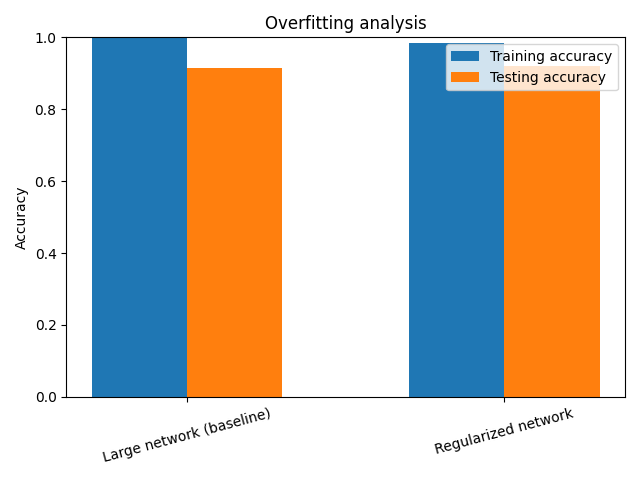 Overfitting analysis
Training accuracy
Testing accuracy
Accuracy
1.0
0.8
0.6
0.4
0.2
0.0
Large network (baseline)
Regularized network